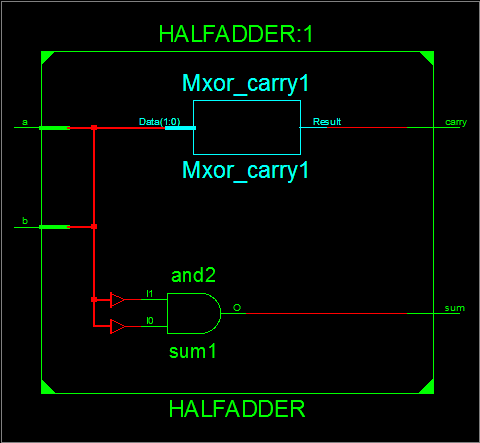 HALFADDER:1
Mxor_carry1
a
Data(1:0)
Result
carry
Mxor_carry1
b
and2
I1
O
sum
I0
sum1
HALFADDER